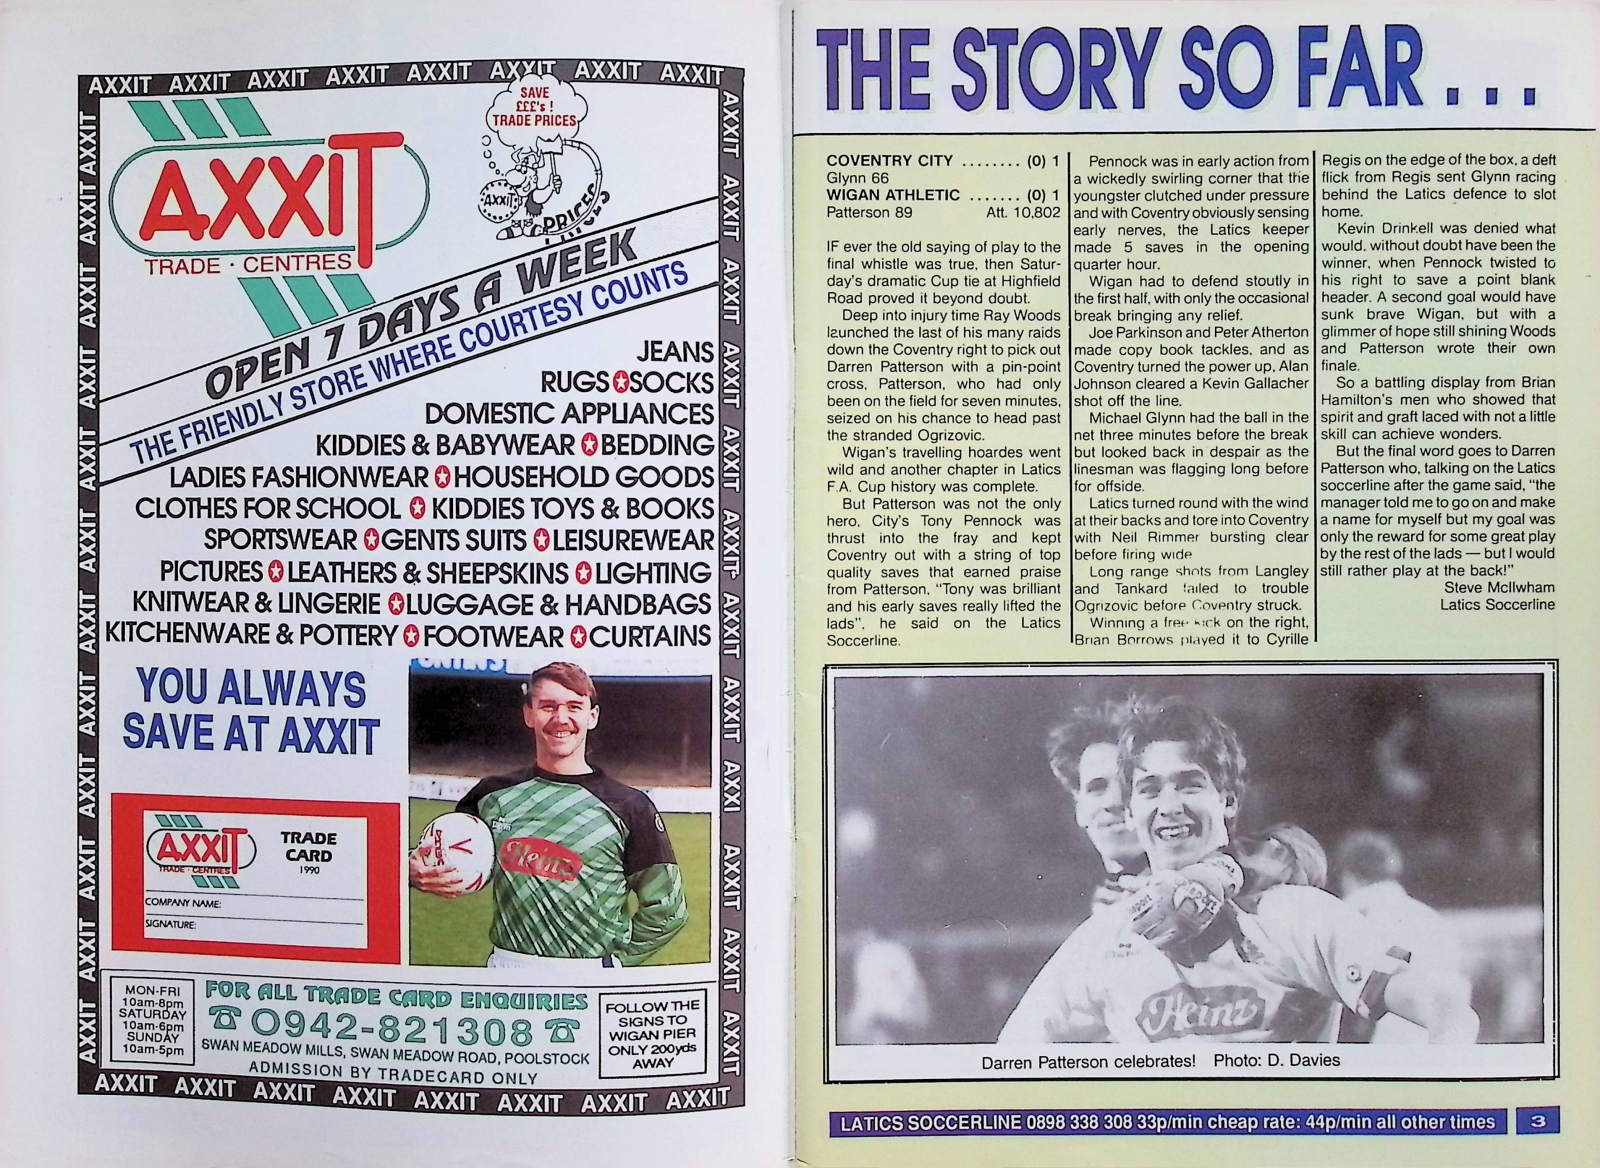 AXXIT AXXIT AXXIT AXXIT AXXIT AXXIT AXXIT AXXIT
SAVE
£££'s !
TRADE PRICES
AXXIT
PRICES
AXXIT
TRADE · CENTRES
OPEN 7 DAYS A WEEK
THE FRIENDLY STORE WHERE COURTESY COUNTS
JEANS
RUGS SOCKS
DOMESTIC APPLIANCES
KIDDIES & BABYWEAR BEDDING
LADIES FASHIONWEAR HOUSEHOLD GOODS
CLOTHES FOR SCHOOL KIDDIES TOYS & BOOKS
SPORTSWEAR GENTS SUITS LEISUREWEAR
PICTURES LEATHERS & SHEEPSKINS LIGHTING
KNITWEAR & LINGERIE LUGGAGE & HANDBAGS
KITCHENWARE & POTTERY FOOTWEAR CURTAINS
YOU ALWAYS
SAVE AT AXXIT
AXXIT
TRADE · CENTRES
TRADE
CARD
1990
COMPANY NAME:
SIGNATURE:
Heinz
MON-FRI
10am-8pm
SATURDAY
10am-6pm
SUNDAY
10am-5pm
FOR ALL TRADE CARD ENQUIRIES
☎ 0942-821308 ☎
SWAN MEADOW MILLS, SWAN MEADOW ROAD, POOLSTOCK
ADMISSION BY TRADECARD ONLY
FOLLOW THE
SIGNS TO
WIGAN PIER
ONLY 200yds
AWAY
AXXIT AXXIT AXXIT AXXIT AXXIT AXXIT AXXIT AXXIT
THE STORY SO FAR . . .
COVENTRY CITY ........ (0) 1
Glynn 66
WIGAN ATHLETIC ....... (0) 1
Patterson 89 Att. 10,802
IF ever the old saying of play to the
final whistle was true, then Satur-
day's dramatic Cup tie at Highfield
Road proved it beyond doubt.
Deep into injury time Ray Woods
launched the last of his many raids
down the Coventry right to pick out
Darren Patterson with a pin-point
cross, Patterson, who had only
been on the field for seven minutes,
seized on his chance to head past
the stranded Ogrizovic.
Wigan's travelling hoardes went
wild and another chapter in Latics
F.A. Cup history was complete.
But Patterson was not the only
hero, City's Tony Pennock was
thrust into the fray and kept
Coventry out with a string of top
quality saves that earned praise
from Patterson, "Tony was brilliant
and his early saves really lifted the
lads", he said on the Latics
Soccerline.
Pennock was in early action from
a wickedly swirling corner that the
youngster clutched under pressure
and with Coventry obviously sensing
early nerves, the Latics keeper
made 5 saves in the opening
quarter hour.
Wigan had to defend stoutly in
the first half, with only the occasional
break bringing any relief.
Joe Parkinson and Peter Atherton
made copy book tackles, and as
Coventry turned the power up, Alan
Johnson cleared a Kevin Gallacher
shot off the line.
Michael Glynn had the ball in the
net three minutes before the break
but looked back in despair as the
linesman was flagging long before
for offside.
Latics turned round with the wind
at their backs and tore into Coventry
with Neil Rimmer bursting clear
before firing wide
Long range shots from Langley
and Tankard failed to trouble
Ogrizovic before Coventry struck.
Winning a free kick on the right,
Brian Borrows played it to Cyrille
Regis on the edge of the box, a deft
flick from Regis sent Glynn racing
behind the Latics defence to slot
home.
Kevin Drinkell was denied what
would, without doubt have been the
winner, when Pennock twisted to
his right to save a point blank
header. A second goal would have
sunk brave Wigan, but with a
glimmer of hope still shining Woods
and Patterson wrote their own
finale.
So a battling display from Brian
Hamilton's men who showed that
spirit and graft laced with not a little
skill can achieve wonders.
But the final word goes to Darren
Patterson who, talking on the Latics
soccerline after the game said, "the
manager told me to go on and make
a name for myself but my goal was
only the reward for some great play
by the rest of the lads — but I would
still rather play at the back!"
Steve McIlwham
Latics Soccerline
Heinz
Darren Patterson celebrates! Photo: D. Davies
LATICS SOCCERLINE 0898 338 308 33p/min cheap rate: 44p/min all other times
3